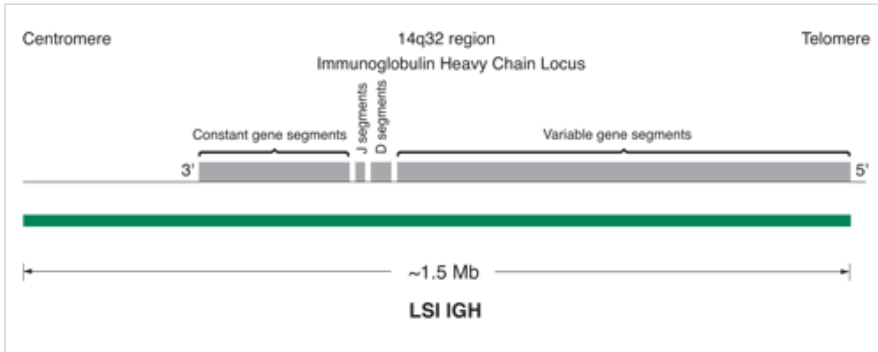 Centromere 14q32 region Telomere
Immunoglobulin Heavy Chain Locus
J segments
D segments
Constant gene segments Variable gene segments
3' 5'
~1.5 Mb
LSI IGH